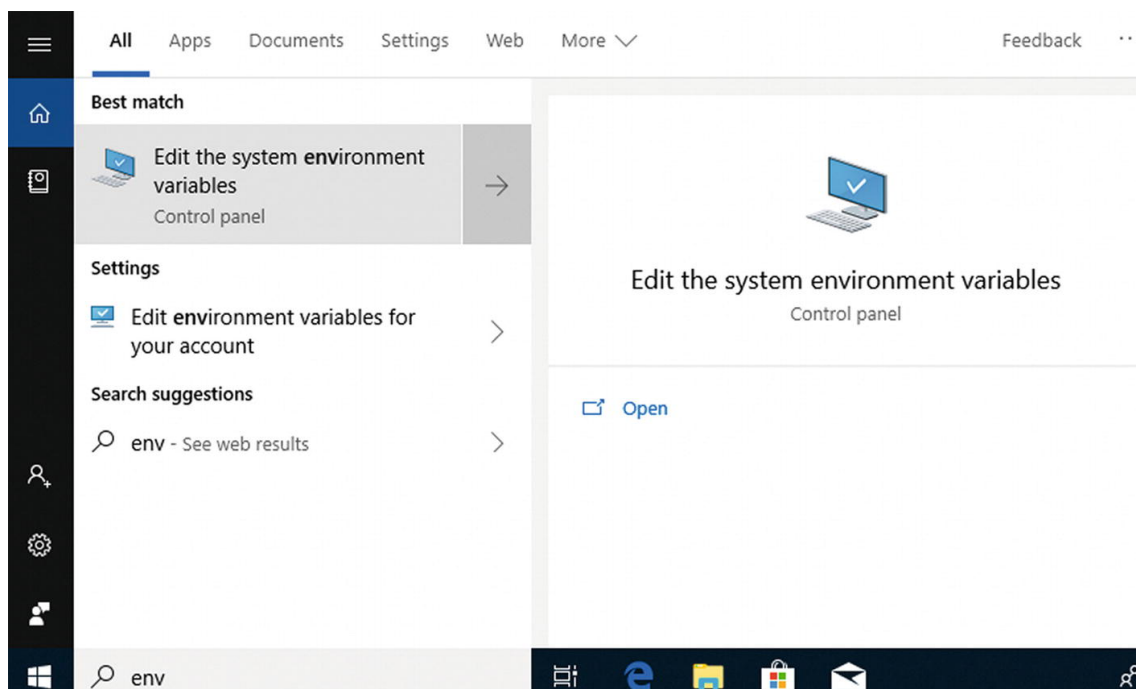 All Apps Documents Settings Web More Feedback ...
Best match
Edit the system environment
variables
Control panel
Settings
Edit environment variables for
your account
Search suggestions
env - See web results
env
Edit the system environment variables
Control panel
Open